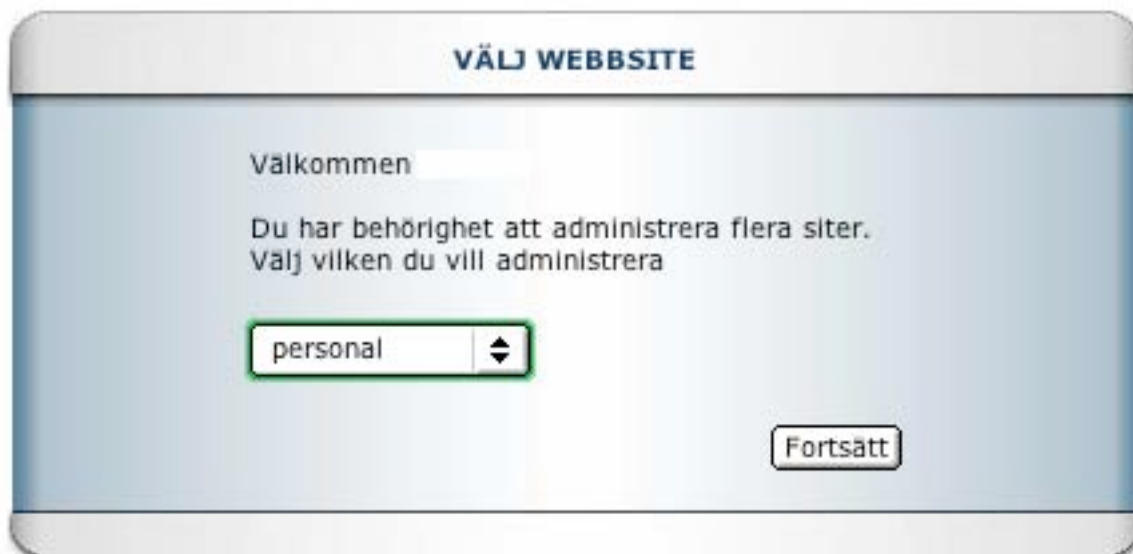 VÄLJ WEBBSITE
Välkommen
Du har behörighet att administrera flera siter.
Välj vilken du vill administrera
personal
Fortsätt